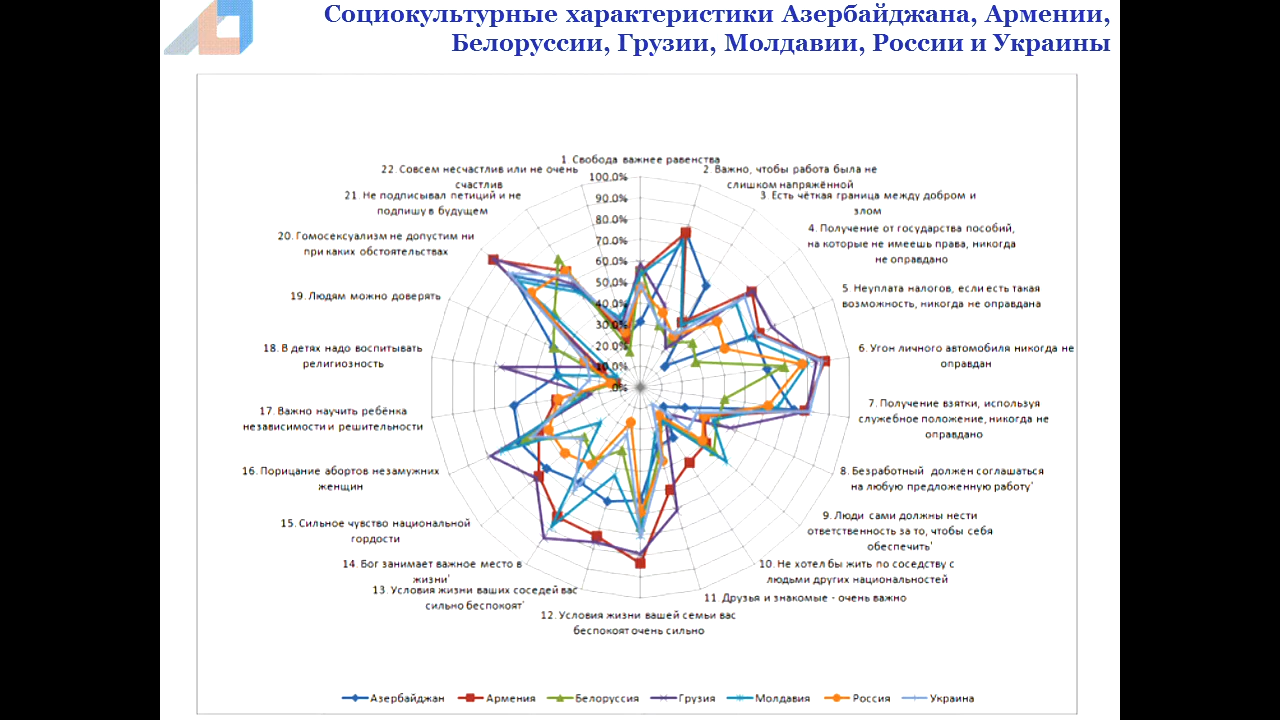 Социокультурные характеристики Азербайджана, Армении,
Белоруссии, Грузии, Молдавии, России и Украины
1. Свобода важнее равенства
2. Важно, чтобы работа была не
слишком напряжённой
3. Есть чёткая граница между добром и
злом
4. Получение от государства пособий,
на которые не имеешь права, никогда
не оправдано
5. Неуплата налогов, если есть такая
возможность, никогда не оправдана
6. Угон личного автомобиля никогда не
оправдан
7. Получение взятки, используя
служебное положение, никогда не
оправдано
8. Безработный должен соглашаться
на любую предложенную работу'
9. Люди сами должны нести
ответственность за то, чтобы себя
обеспечить'
10. Не хотел бы жить по соседству с
людьми других национальностей
11 Друзья и знакомые - очень важно
12. Условия жизни вашей семьи вас
беспокоят очень сильно
13. Условия жизни ваших соседей вас
сильно беспокоят'
14. Бог занимает важное место в
жизни'
15. Сильное чувство национальной
гордости
16. Порицание абортов незамужних
женщин
17. Важно научить ребёнка
независимости и решительности
18. В детях надо воспитывать
религиозность
19. Людям можно доверять
20. Гомосексуализм не допустим ни
при каких обстоятельствах
21. Не подписывал петиций и не
подпишу в будущем
22. Совсем несчастлив или не очень
счастлив
100,0%
90,0%
80,0%
70,0%
60,0%
50,0%
40,0%
30,0%
20,0%
10,0%
,0%
Азербайджан Армения Белоруссия Грузия Молдавия Россия Украина